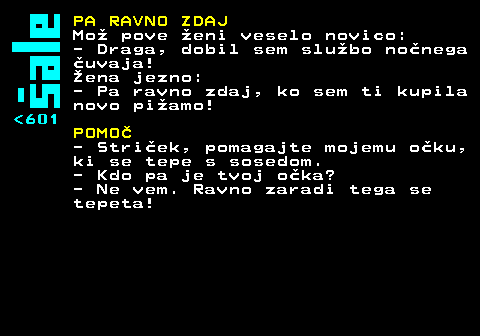 Šale
<601
PA RAVNO ZDAJ
Mož pove ženi veselo novico:
- Draga, dobil sem službo nočnega
čuvaja!
Žena jezno:
- Pa ravno zdaj, ko sem ti kupila
novo pižamo!
POMOČ
- Striček, pomagajte mojemu očku,
ki se tepe s sosedom.
- Kdo pa je tvoj očka?
- Ne vem. Ravno zaradi tega se
tepeta!